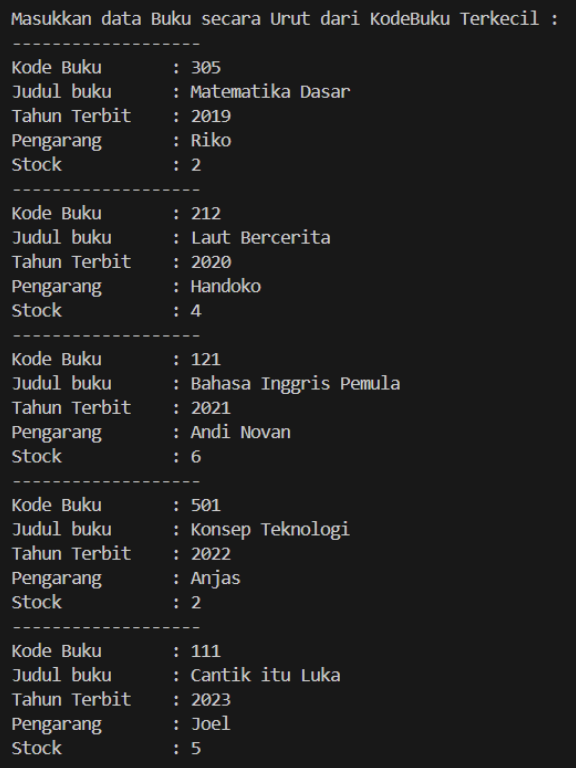 Masukkan data Buku secara Urut dari KodeBuku Terkecil :
-------------------
Kode Buku : 305
Judul buku : Matematika Dasar
Tahun Terbit : 2019
Pengarang : Riko
Stock : 2
-------------------
Kode Buku : 212
Judul buku : Laut Bercerita
Tahun Terbit : 2020
Pengarang : Handoko
Stock : 4
-------------------
Kode Buku : 121
Judul buku : Bahasa Inggris Pemula
Tahun Terbit : 2021
Pengarang : Andi Novan
Stock : 6
-------------------
Kode Buku : 501
Judul buku : Konsep Teknologi
Tahun Terbit : 2022
Pengarang : Anjas
Stock : 2
-------------------
Kode Buku : 111
Judul buku : Cantik itu Luka
Tahun Terbit : 2023
Pengarang : Joel
Stock : 5